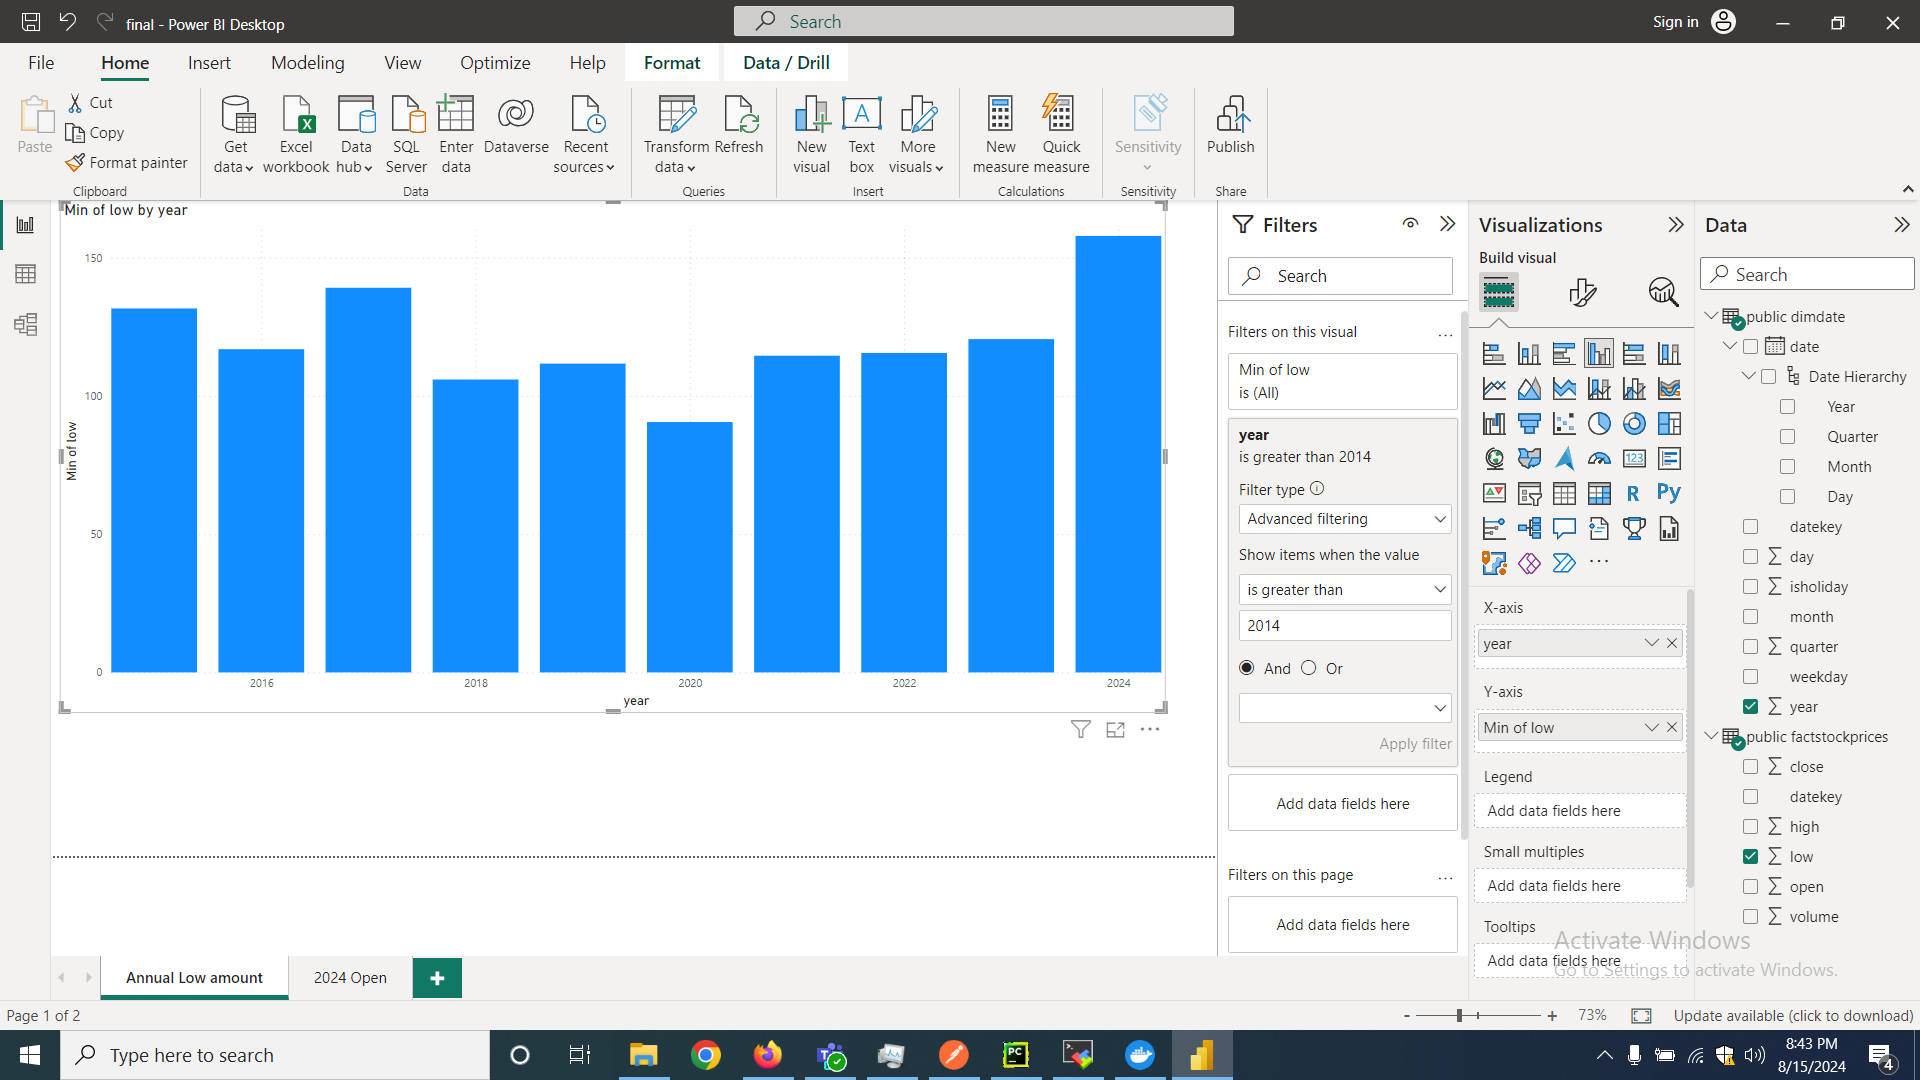 final - Power BI Desktop
Search
Sign in
File Home Insert Modeling View Optimize Help Format Data / Drill
Paste
Cut
Copy
Format painter
Clipboard
Get data
Excel workbook
Data hub
SQL Server
Enter data
Dataverse
Recent sources
Data
Transform data
Refresh
Queries
New visual
A
Text box
More visuals
Insert
New measure
Quick measure
Calculations
Sensitivity
Sensitivity
Publish
Share
Min of low by year
150
100
50
0
Min of low
2016 2018 2020 2022 2024
year
Filters
Search
Filters on this visual
...
Min of low
is (All)
year
is greater than 2014
Filter type
Advanced filtering
Show items when the value
is greater than
2014
And Or
Apply filter
Add data fields here
Filters on this page
...
Add data fields here
Visualizations
Build visual
123
R Py
...
X-axis
year
Y-axis
Min of low
Legend
Add data fields here
Small multiples
Add data fields here
Tooltips
Add data fields here
Data
Search
public dimdate
date
Date Hierarchy
Year
Quarter
Month
Day
datekey
day
isholiday
month
quarter
weekday
year
public factstockprices
close
datekey
high
low
open
volume
Activate Windows
Go to Settings to activate Windows.
Annual Low amount
2024 Open
Page 1 of 2
- + 73%
Update available (click to download)
Type here to search
PC
8:43 PM
8/15/2024
4